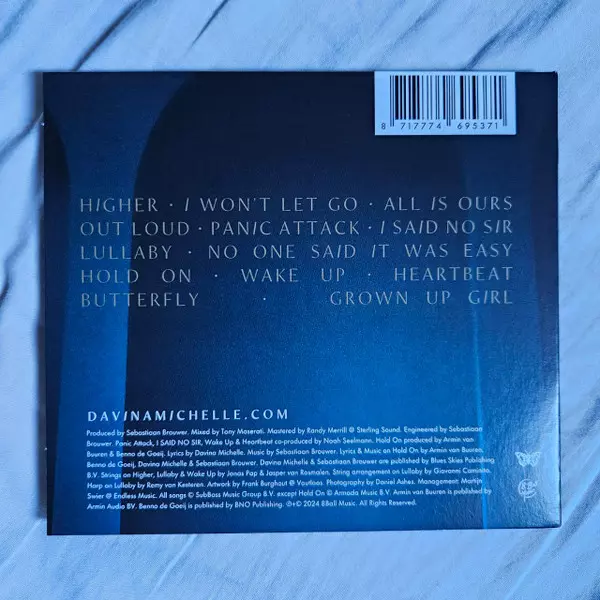 8 717774 695371
HIGHER · I WON'T LET GO · ALL IS OURS
OUT LOUD · PANIC ATTACK · I SAID NO SIR
LULLABY · NO ONE SAID IT WAS EASY
HOLD ON · WAKE UP · HEARTBEAT
BUTTERFLY · GROWN UP GIRL
DAVINAMICHELLE.COM
Produced by Sebastiaan Brouwer. Mixed by Tony Maserati. Mastered by Randy Merrill @ Sterling Sound. Engineered by Sebastiaan
Brouwer. Panic Attack, I SAID NO SIR, Wake Up & Heartbeat co-produced by Noah Seelmann. Hold On produced by Armin van
Buuren & Benno de Goeij. Lyrics by Davina Michelle. Music by Sebastiaan Brouwer. Lyrics & Music on Hold On by Armin van Buuren,
Benno de Goeij, Davina Michelle & Sebastiaan Brouwer. Davina Michelle & Sebastiaan Brouwer are published by Blues Skies Publishing
B.V. Strings on Higher, Lullaby & Wake Up by Jonas Pap & Jasper van Rosmalen. String arrangement on Lullaby by Giovanni Caminita.
Harp on Lullaby by Remy van Kesteren. Artwork by Frank Burghout @ Voutloos. Photography by Daniel Ashes. Management: Martijn
Swier @ Endless Music. All songs © SubBoss Music Group B.V. except Hold On © Armada Music B.V. Armin van Buuren is published by
Armin Audio BV. Benno de Goeij is published by BNO Publishing. ℗+© 2024 8Ball Music. All Rights Reserved.